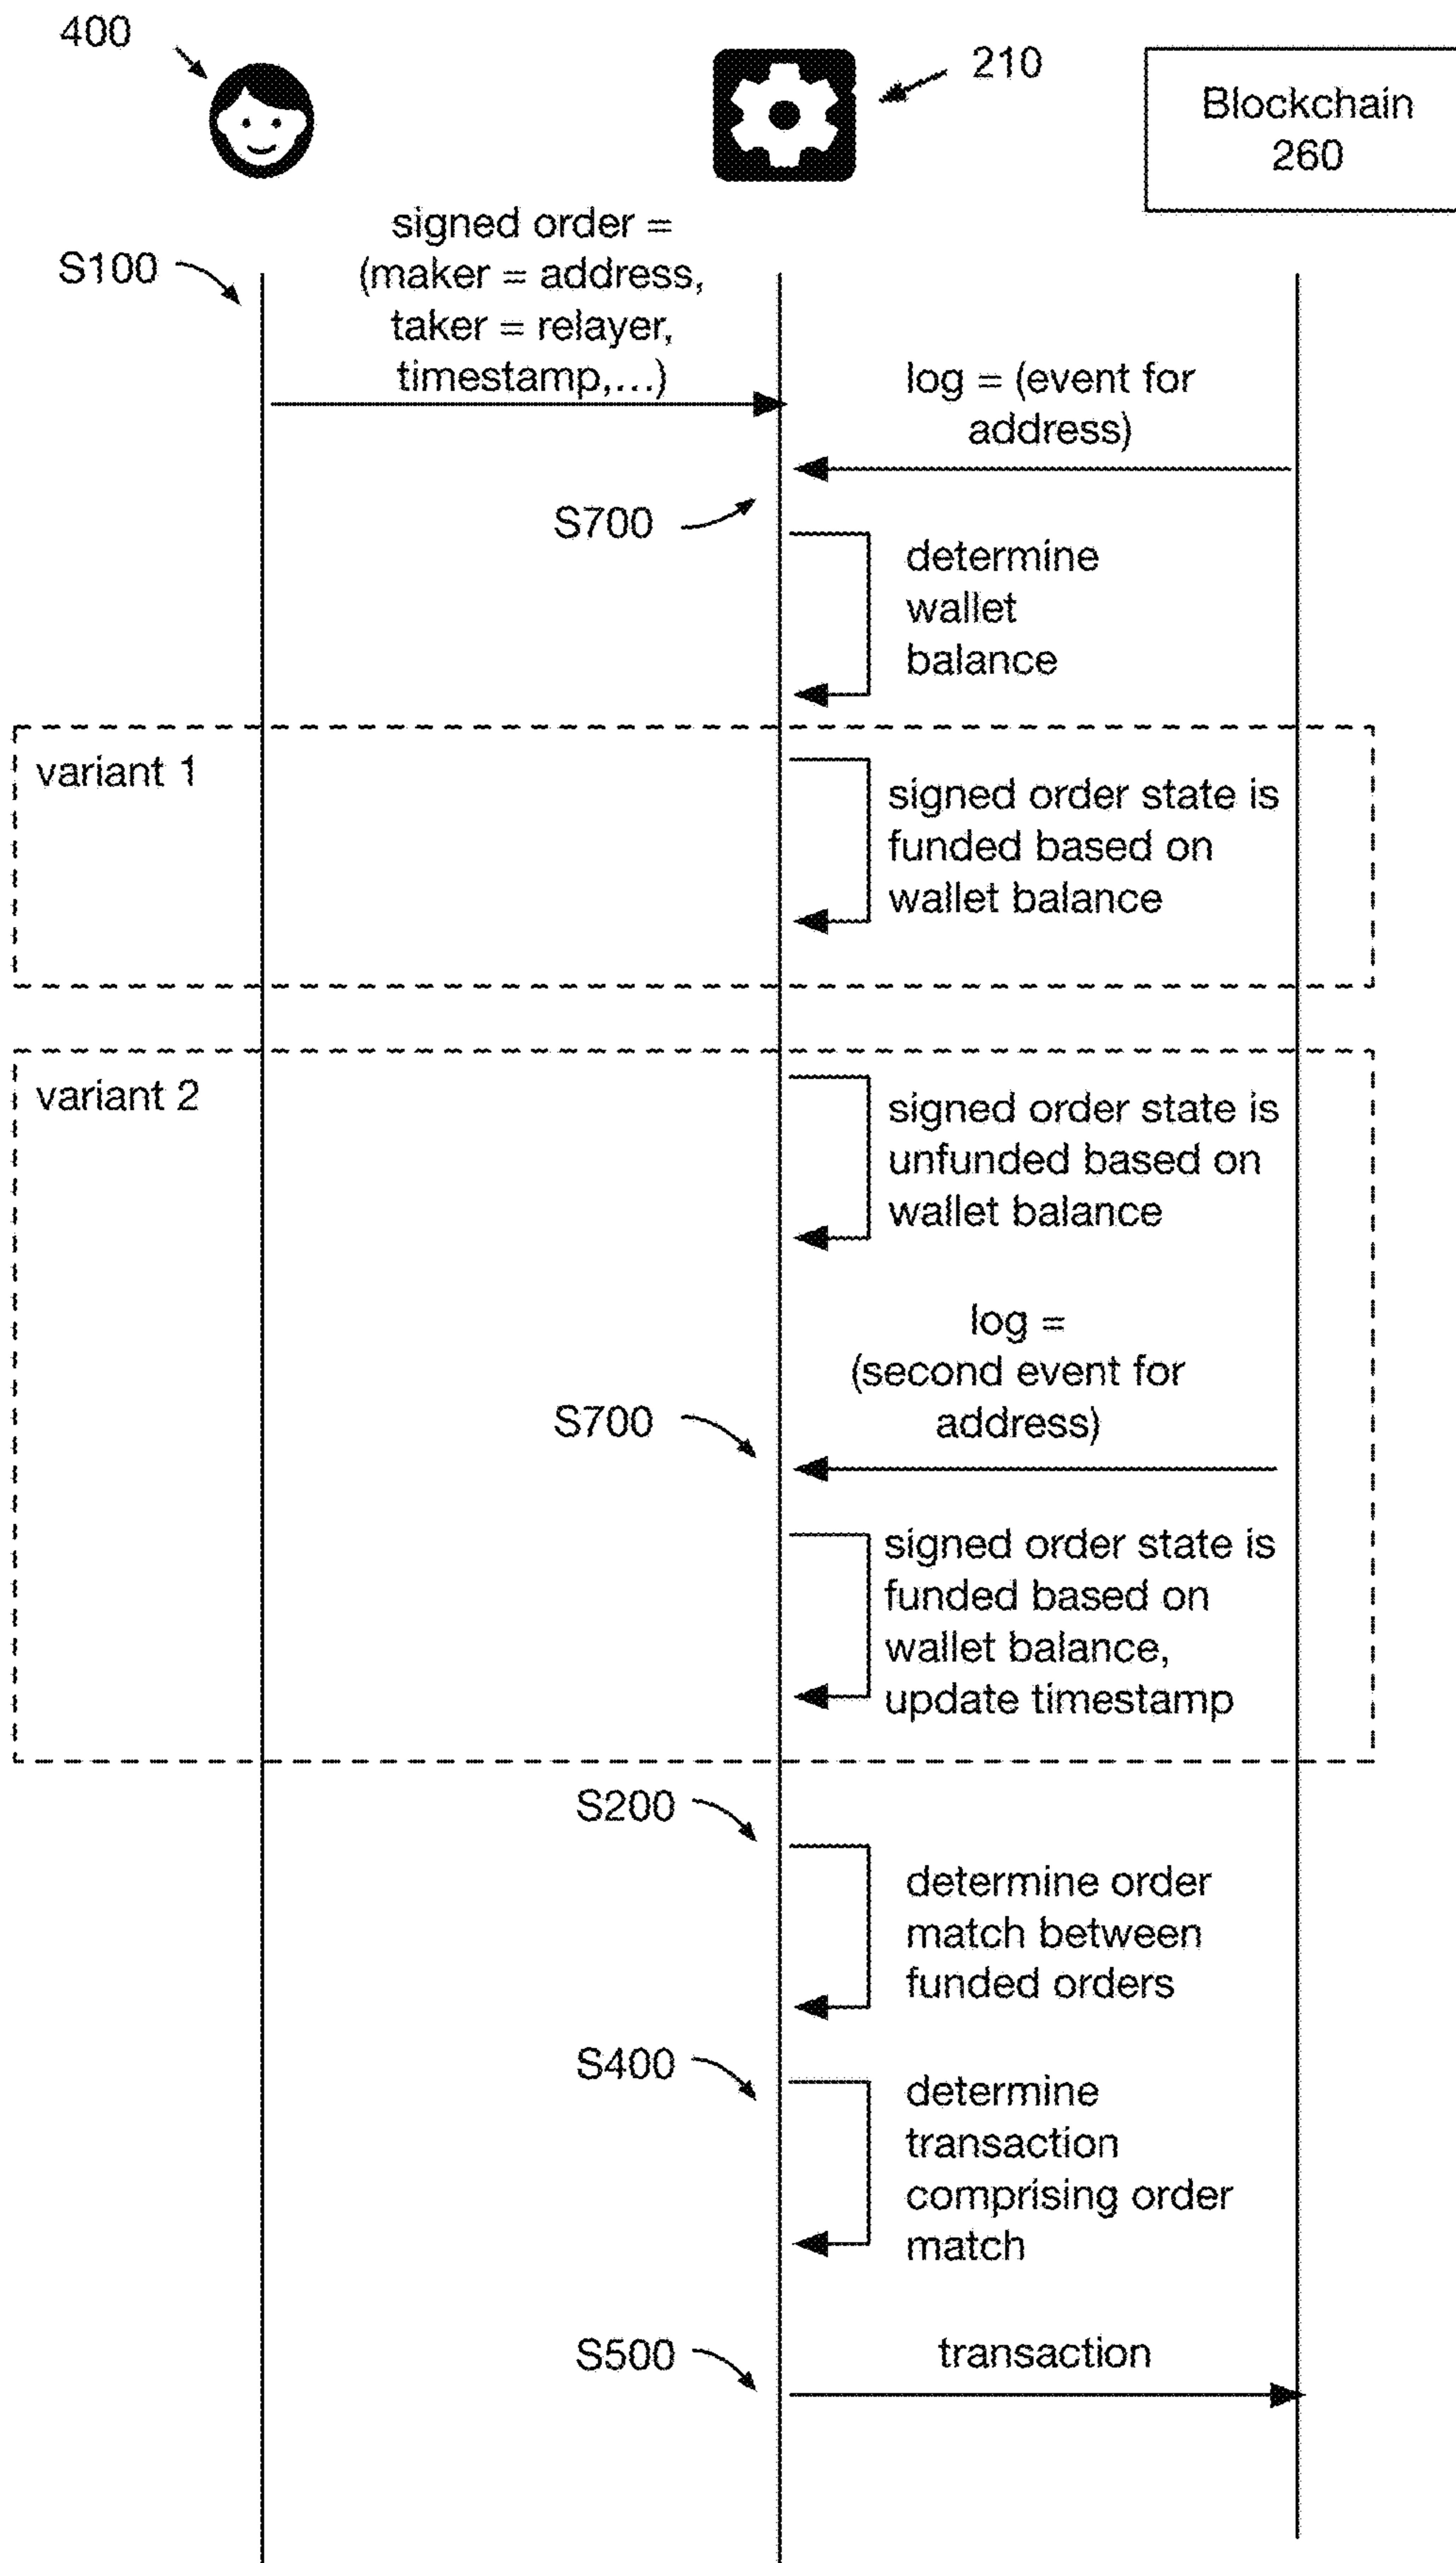 400
210
Blockchain
260
signed order =
(maker = address,
taker = relayer,
timestamp,...)
S100
log = (event for
address)
S700
determine
wallet
balance
variant 1
signed order state is
funded based on
wallet balance
variant 2
signed order state is
unfunded based on
wallet balance
log =
(second event for
address)
S700
signed order state is
funded based on
wallet balance,
update timestamp
S200
determine order
match between
funded orders
S400
determine
transaction
comprising order
match
S500
transaction